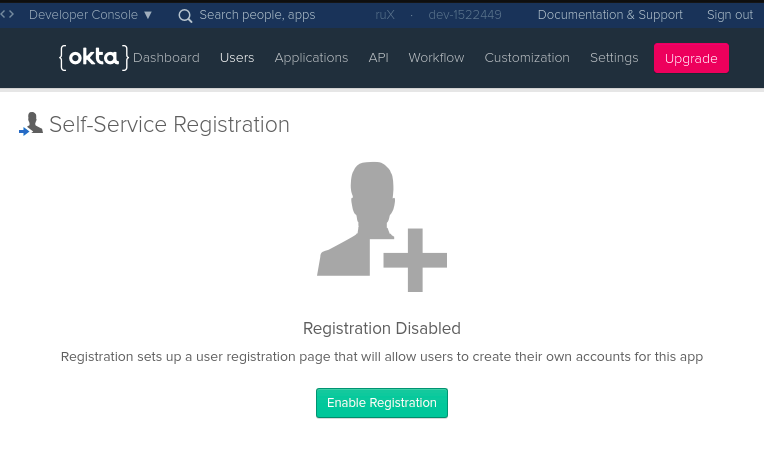 Developer Console ▼ Search people, apps ruX · dev-1522449 Documentation & Support Sign out
{okta} Dashboard Users Applications API Workflow Customization Settings Upgrade
Self-Service Registration
Registration Disabled
Registration sets up a user registration page that will allow users to create their own accounts for this app
Enable Registration